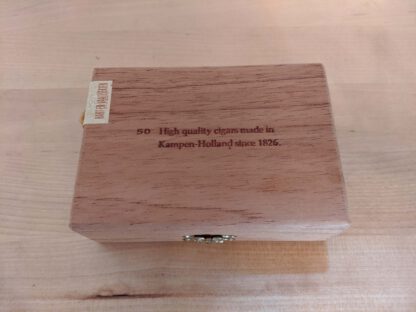 50 High quality cigars made in
Kampen-Holland since 1826.